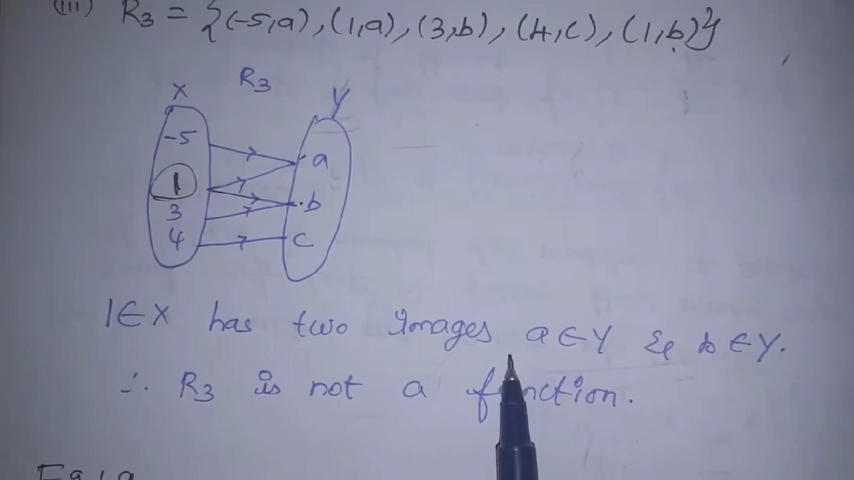 (iii) R3 = {(-5,a), (1,a), (3,b), (4,c), (1,b)}
R3
X Y
-5 a
1 b
3 c
4
1∈X has two Images a∈Y & b∈Y.
∴ R3 is not a function.